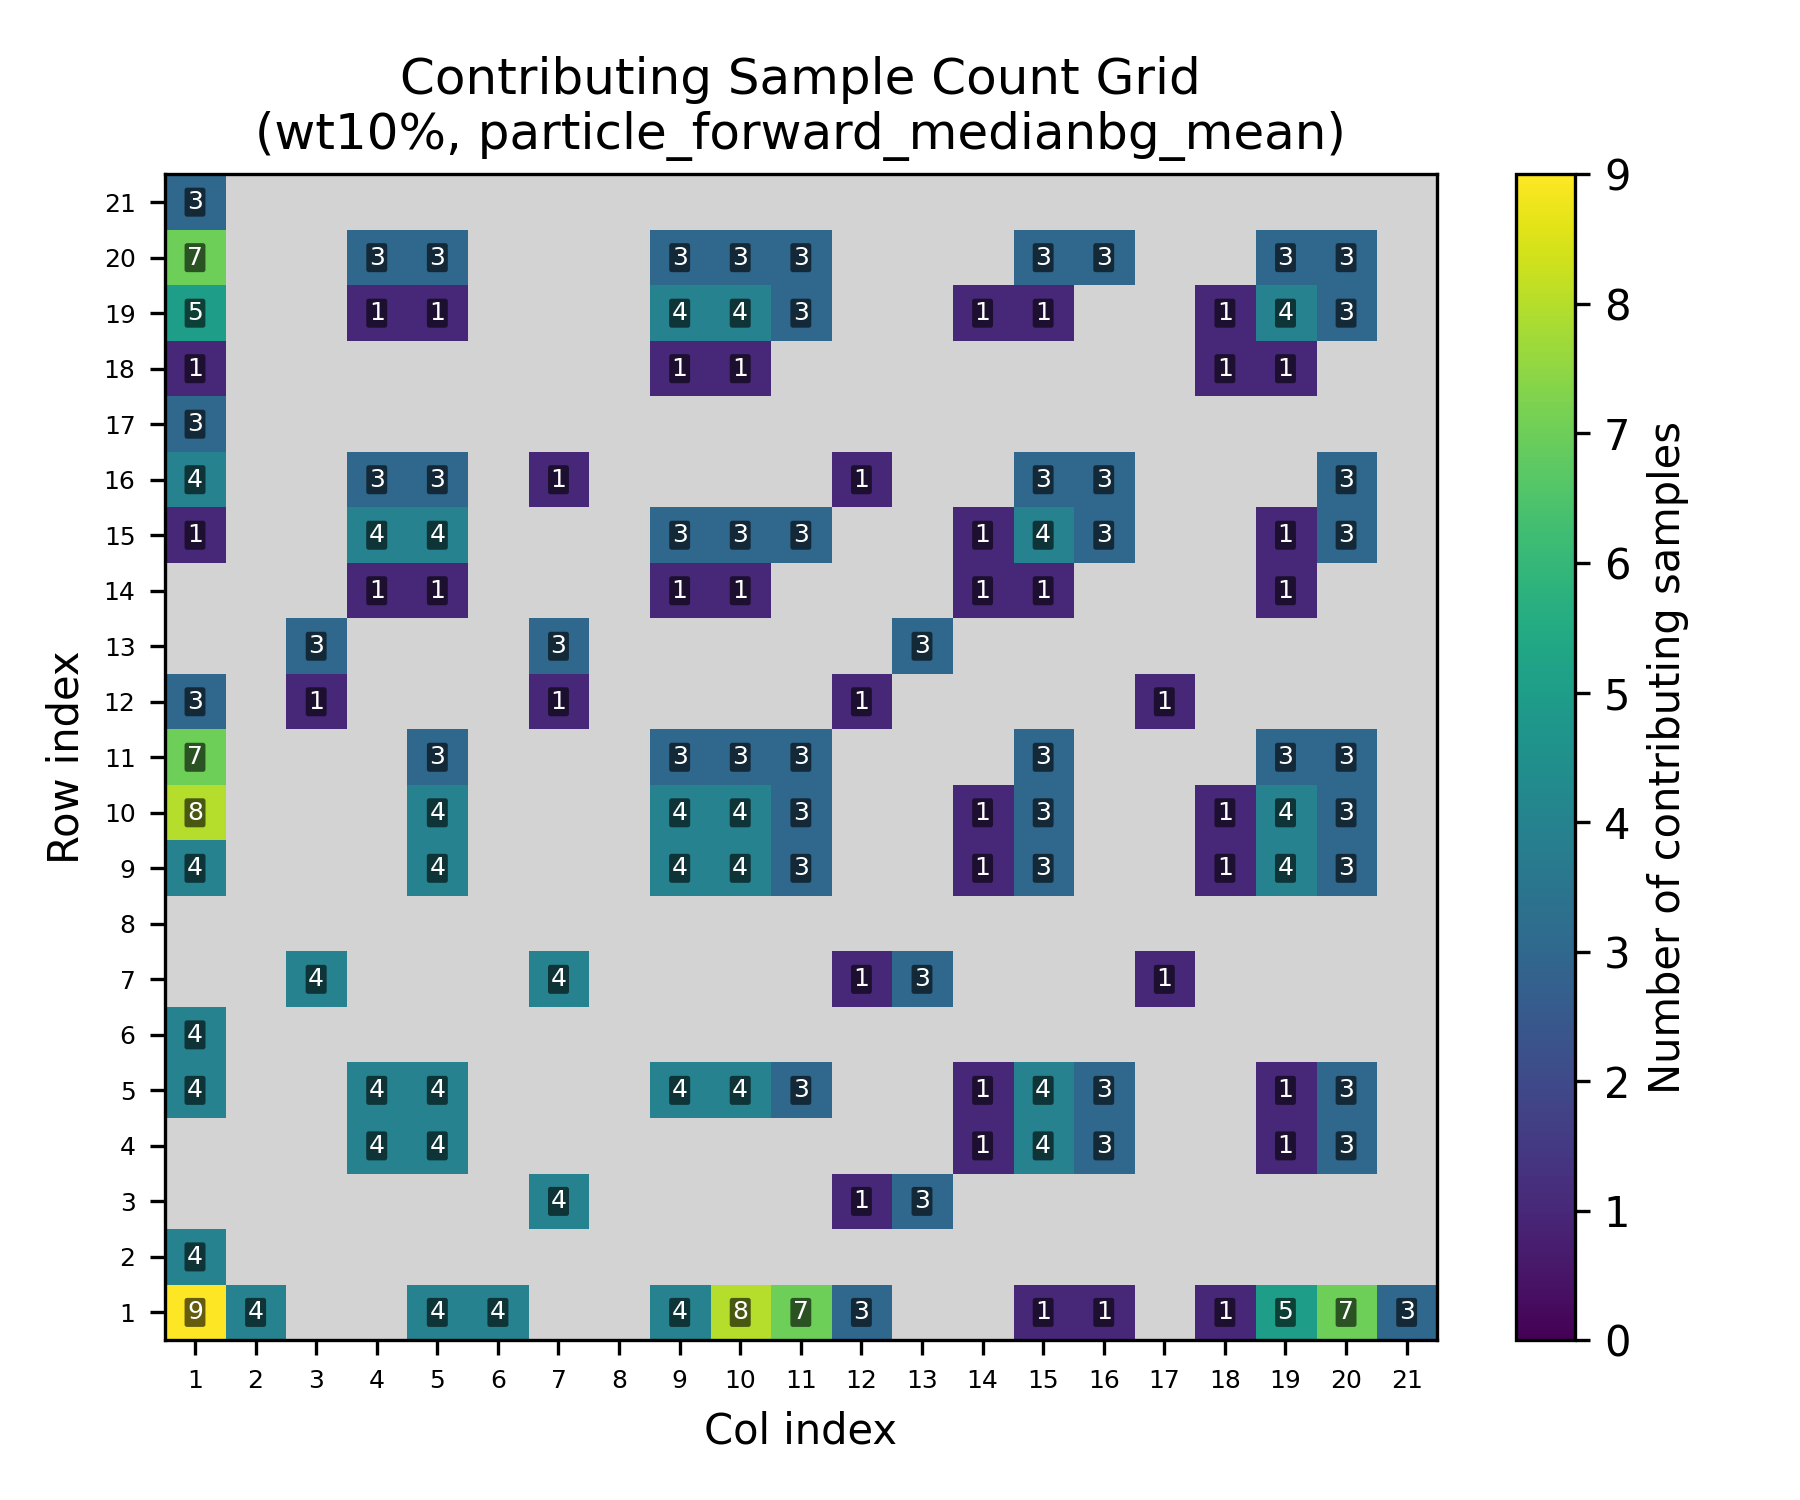 Contributing Sample Count Grid
(wt10%, particle_forward_medianbg_mean)
21 3
20 7 3 3 3 3 3 3 3 3 3
19 5 1 1 4 4 3 1 1 1 4 3
18 1 1 1 1 1
17 3
16 4 3 3 1 1 3 3 3
15 1 4 4 3 3 3 1 4 3 1 3
14 1 1 1 1 1 1 1
13 3 3 3
12 3 1 1 1 1
11 7 3 3 3 3 3 3 3
10 8 4 4 4 3 1 3 1 4 3
9 4 4 4 4 3 1 3 1 4 3
8
7 4 4 1 3 1
6 4
5 4 4 4 4 4 3 1 4 3 1 3
4 4 4 1 4 3 1 3
3 4 1 3
2 4
1 9 4 4 4 4 8 7 3 1 1 1 5 7 3
1 2 3 4 5 6 7 8 9 10 11 12 13 14 15 16 17 18 19 20 21
Col index
Row index
9
8
7
6
5
4
3
2
1
0
Number of contributing samples